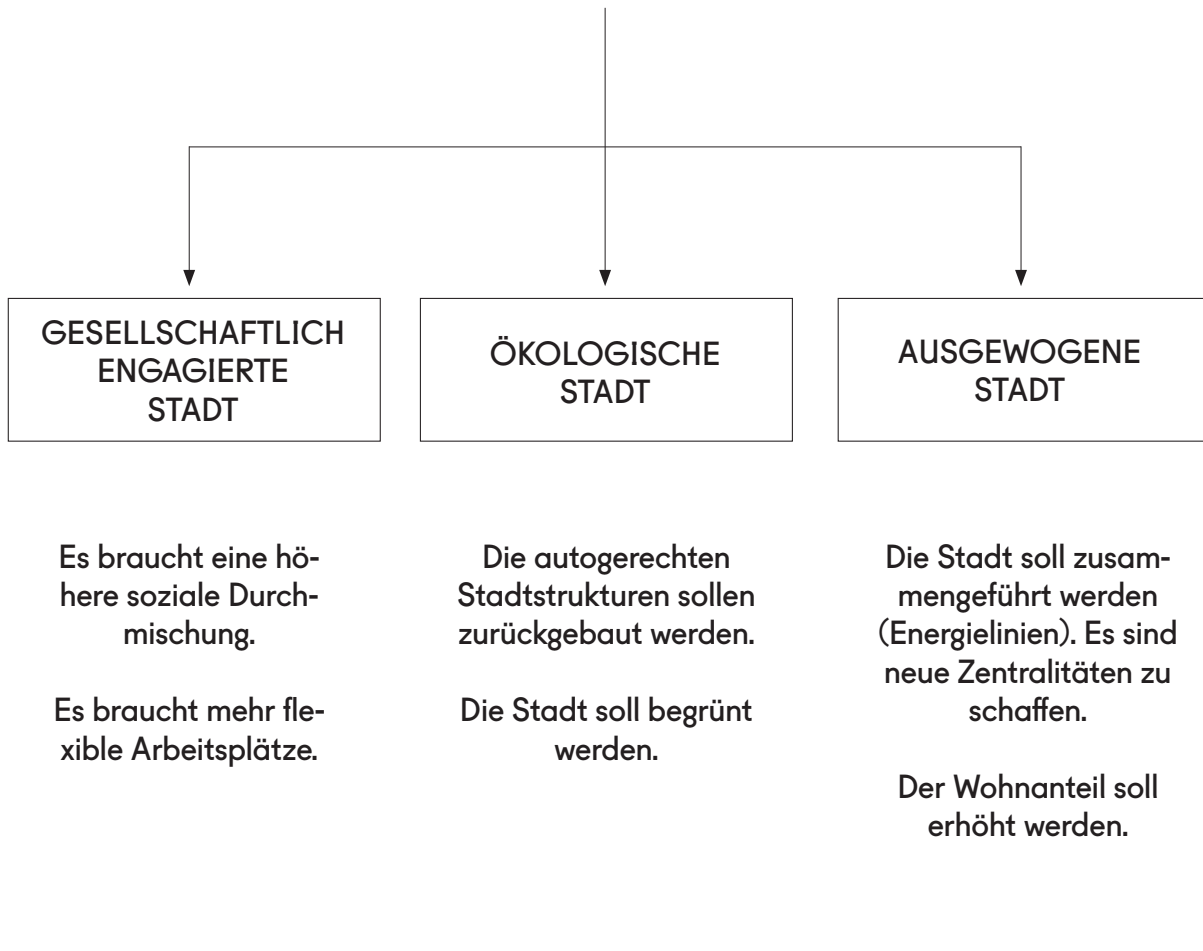 GESELLSCHAFTLICH
ENGAGIERTE
STADT
Es braucht eine hö-
here soziale Durch-
mischung.
Es braucht mehr fle-
xible Arbeitsplätze.
ÖKOLOGISCHE
STADT
Die autogerechten
Stadtstrukturen sollen
zurückgebaut werden.
Die Stadt soll begrünt
werden.
AUSGEWOGENE
STADT
Die Stadt soll zusam-
mengeführt werden
(Energielinien). Es sind
neue Zentralitäten zu
schaffen.
Der Wohnanteil soll
erhöht werden.